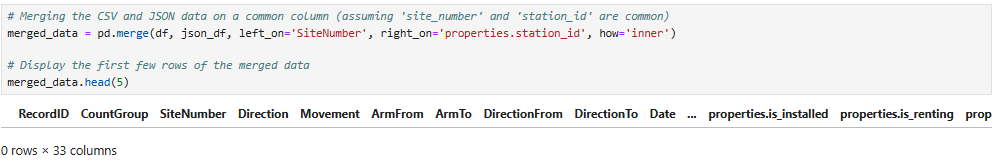 # Merging the CSV and JSON data on a common column (assuming 'site_number' and 'station_id' are common)
merged_data = pd.merge(df, json_df, left_on='SiteNumber', right_on='properties.station_id', how='inner')
# Display the first few rows of the merged data
merged_data.head(5)
RecordID CountGroup SiteNumber Direction Movement ArmFrom ArmTo DirectionFrom DirectionTo Date ... properties.is_installed properties.is_renting prop
0 rows × 33 columns